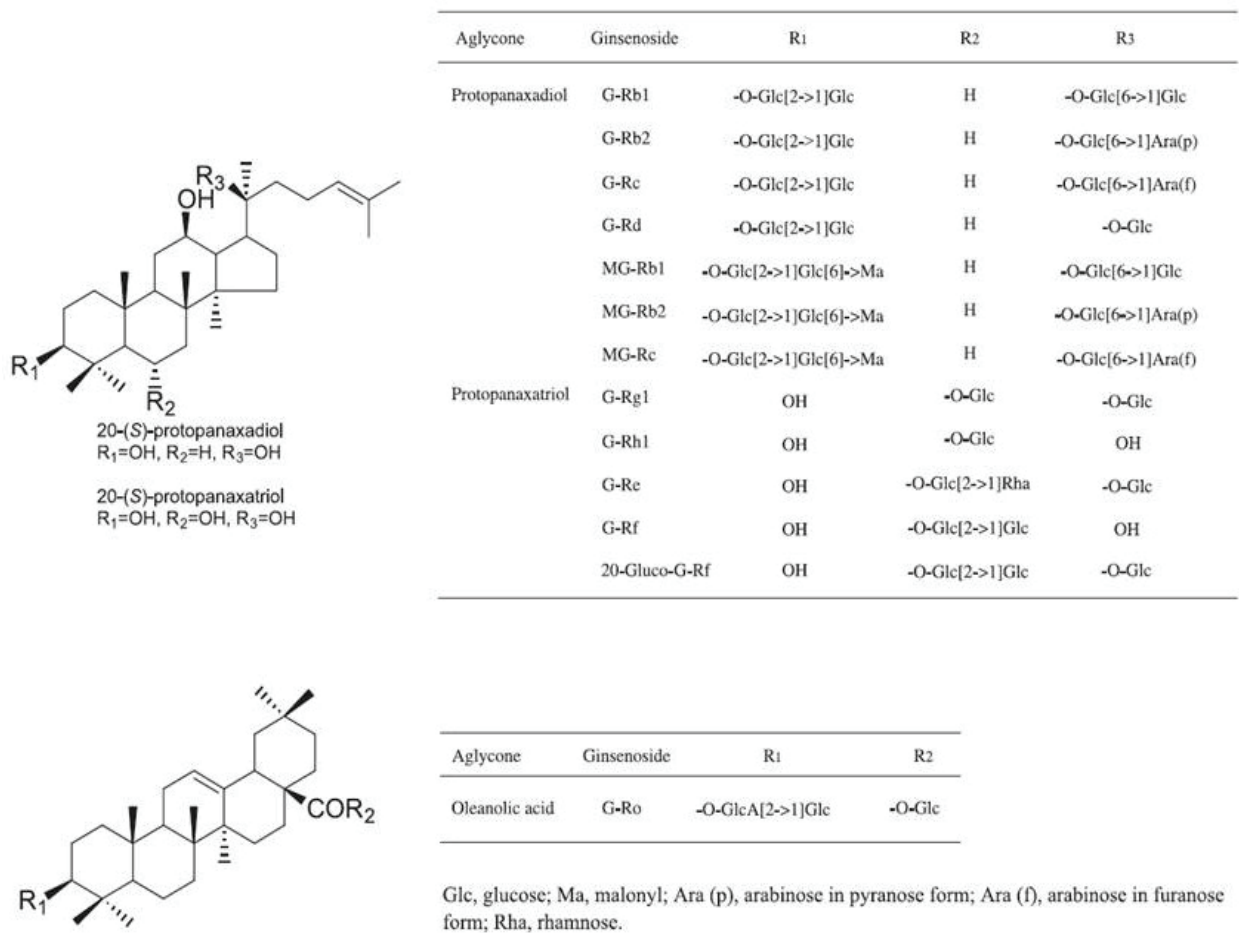 Aglycone Ginsenoside R1 R2 R3
Protopanaxadiol G-Rb1 -O-Glc[2->1]Glc H -O-Glc[6->1]Glc
G-Rb2 -O-Glc[2->1]Glc H -O-Glc[6->1]Ara(p)
G-Rc -O-Glc[2->1]Glc H -O-Glc[6->1]Ara(f)
G-Rd -O-Glc[2->1]Glc H -O-Glc
MG-Rb1 -O-Glc[2->1]Glc[6]->Ma H -O-Glc[6->1]Glc
MG-Rb2 -O-Glc[2->1]Glc[6]->Ma H -O-Glc[6->1]Ara(p)
MG-Rc -O-Glc[2->1]Glc[6]->Ma H -O-Glc[6->1]Ara(f)
Protopanaxatriol G-Rg1 OH -O-Glc -O-Glc
G-Rh1 OH -O-Glc OH
G-Re OH -O-Glc[2->1]Rha -O-Glc
G-Rf OH -O-Glc[2->1]Glc OH
20-Gluco-G-Rf OH -O-Glc[2->1]Glc -O-Glc
R3
OH
R1
R2
20-(S)-protopanaxadiol
R1=OH, R2=H, R3=OH
20-(S)-protopanaxatriol
R1=OH, R2=OH, R3=OH
COR2
R1
Aglycone Ginsenoside R1 R2
Oleanolic acid G-Ro -O-GlcA[2->1]Glc -O-Glc
Glc, glucose; Ma, malonyl; Ara (p), arabinose in pyranose form; Ara (f), arabinose in furanose
form; Rha, rhamnose.